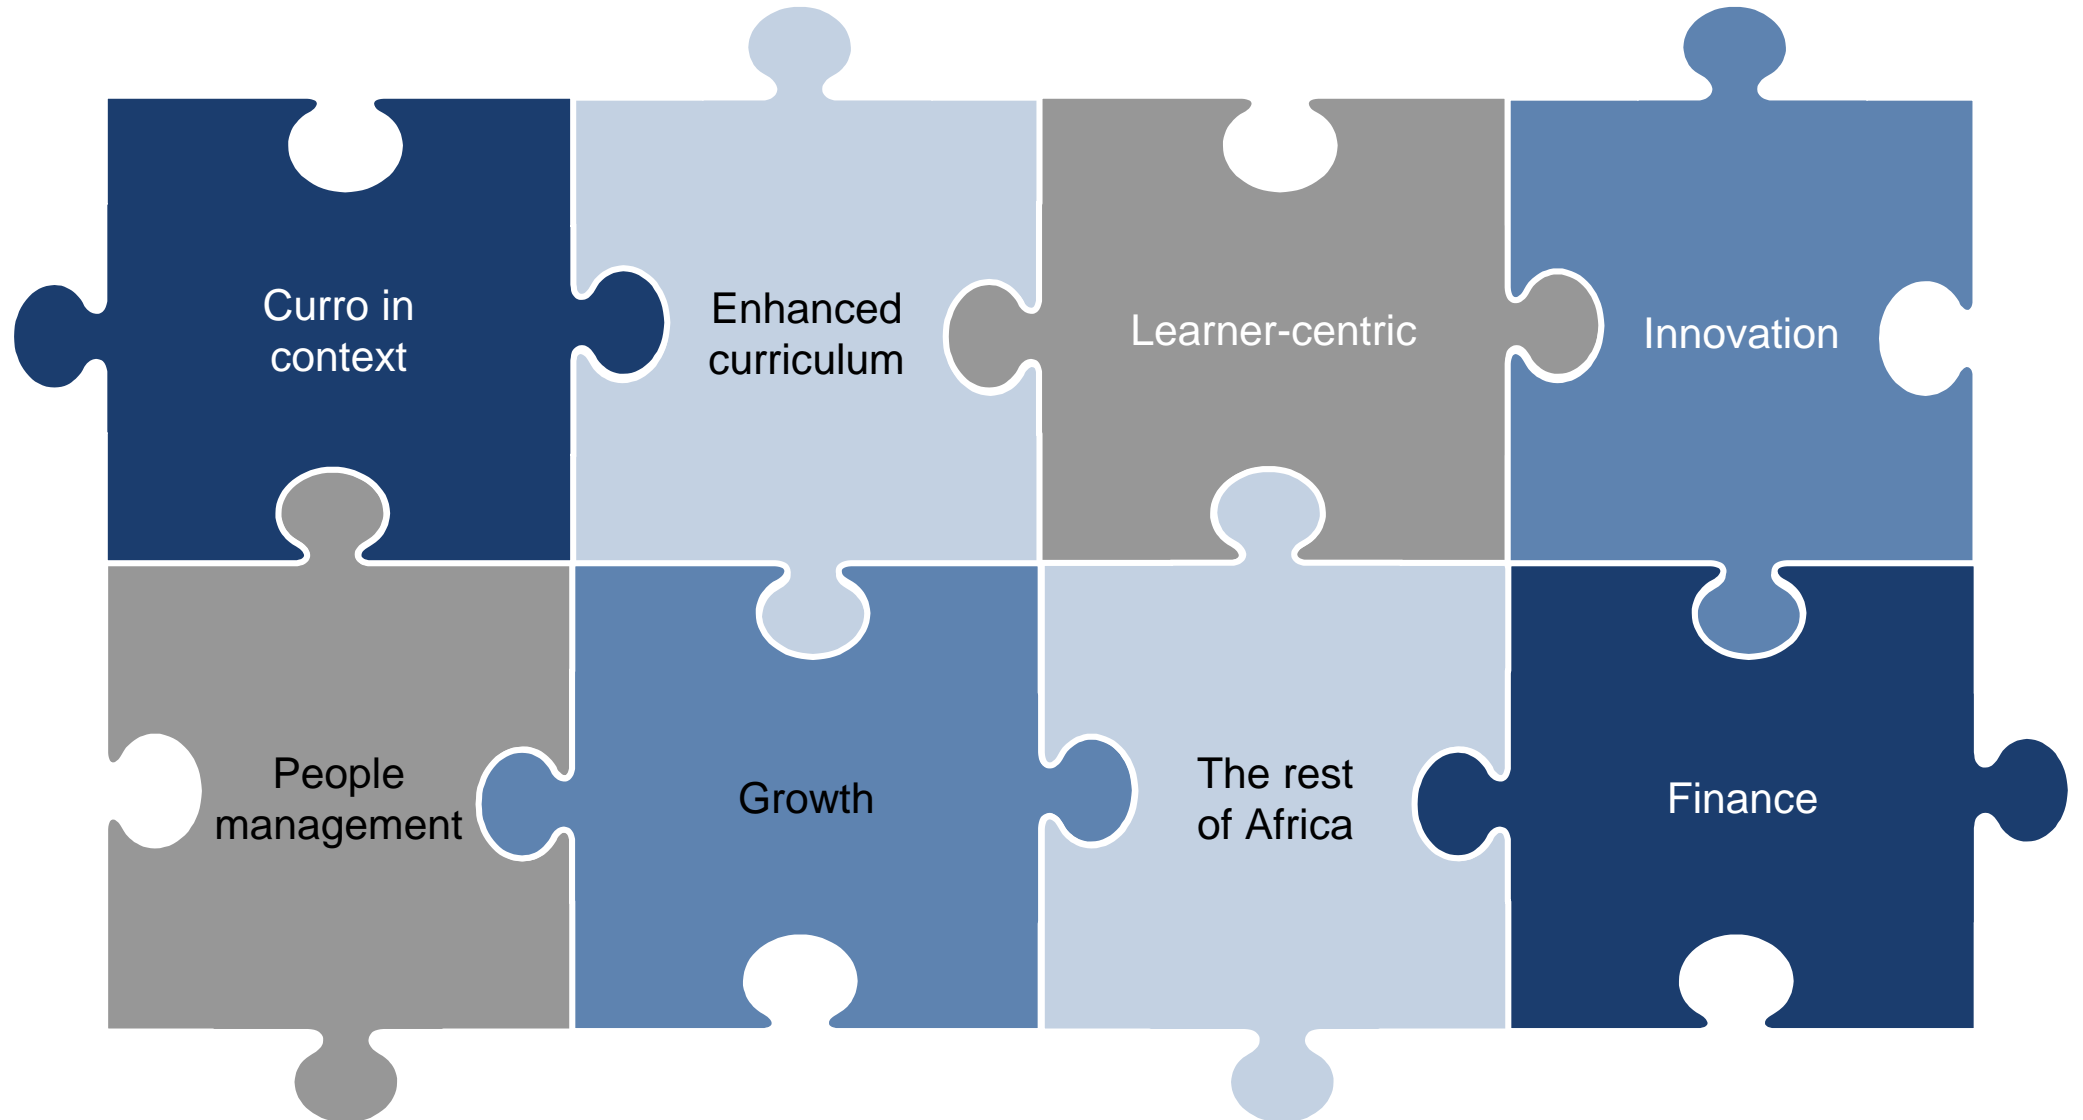 Curro in
context
Enhanced
curriculum
Learner-centric
Innovation
People
management
Growth
The rest
of Africa
Finance